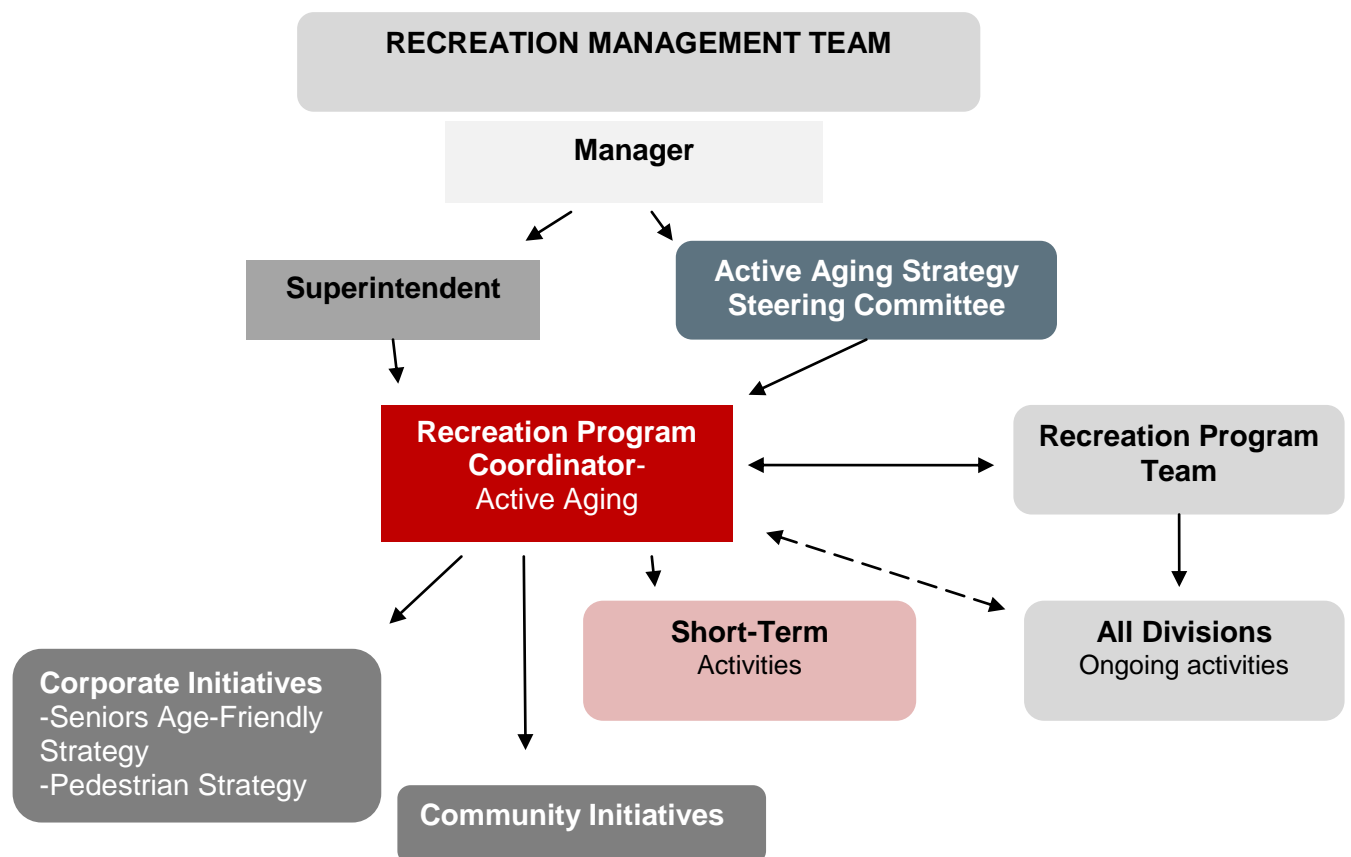 RECREATION MANAGEMENT TEAM
Manager
Superintendent
Active Aging Strategy
Steering Committee
Recreation Program
Coordinator-
Active Aging
Recreation Program
Team
Short-Term
Activities
All Divisions
Ongoing activities
Corporate Initiatives
-Seniors Age-Friendly
Strategy
-Pedestrian Strategy
Community Initiatives